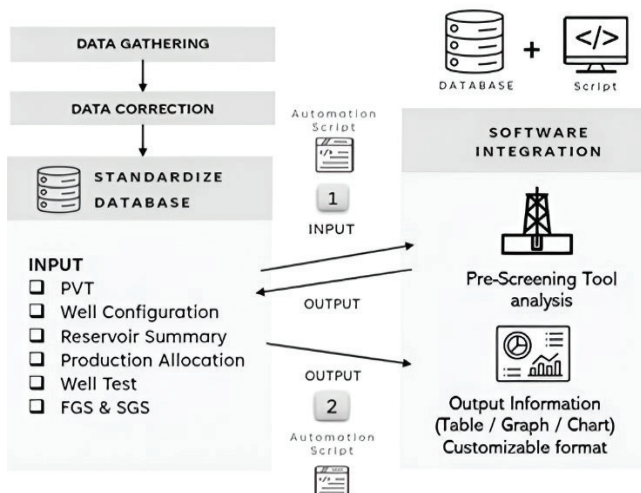 DATA GATHERING
DATA CORRECTION
STANDARDIZE
DATABASE
INPUT
❑ PVT
❑ Well Configuration
❑ Reservoir Summary
❑ Production Allocation
❑ Well Test
❑ FGS & SGS
Automation
Script
</>
1
INPUT
OUTPUT
OUTPUT
2
Automation
Script
</>
+
</>
DATABASE
Script
SOFTWARE
INTEGRATION
Pre-Screening Tool
analysis
Output Information
(Table / Graph / Chart)
Customizable format